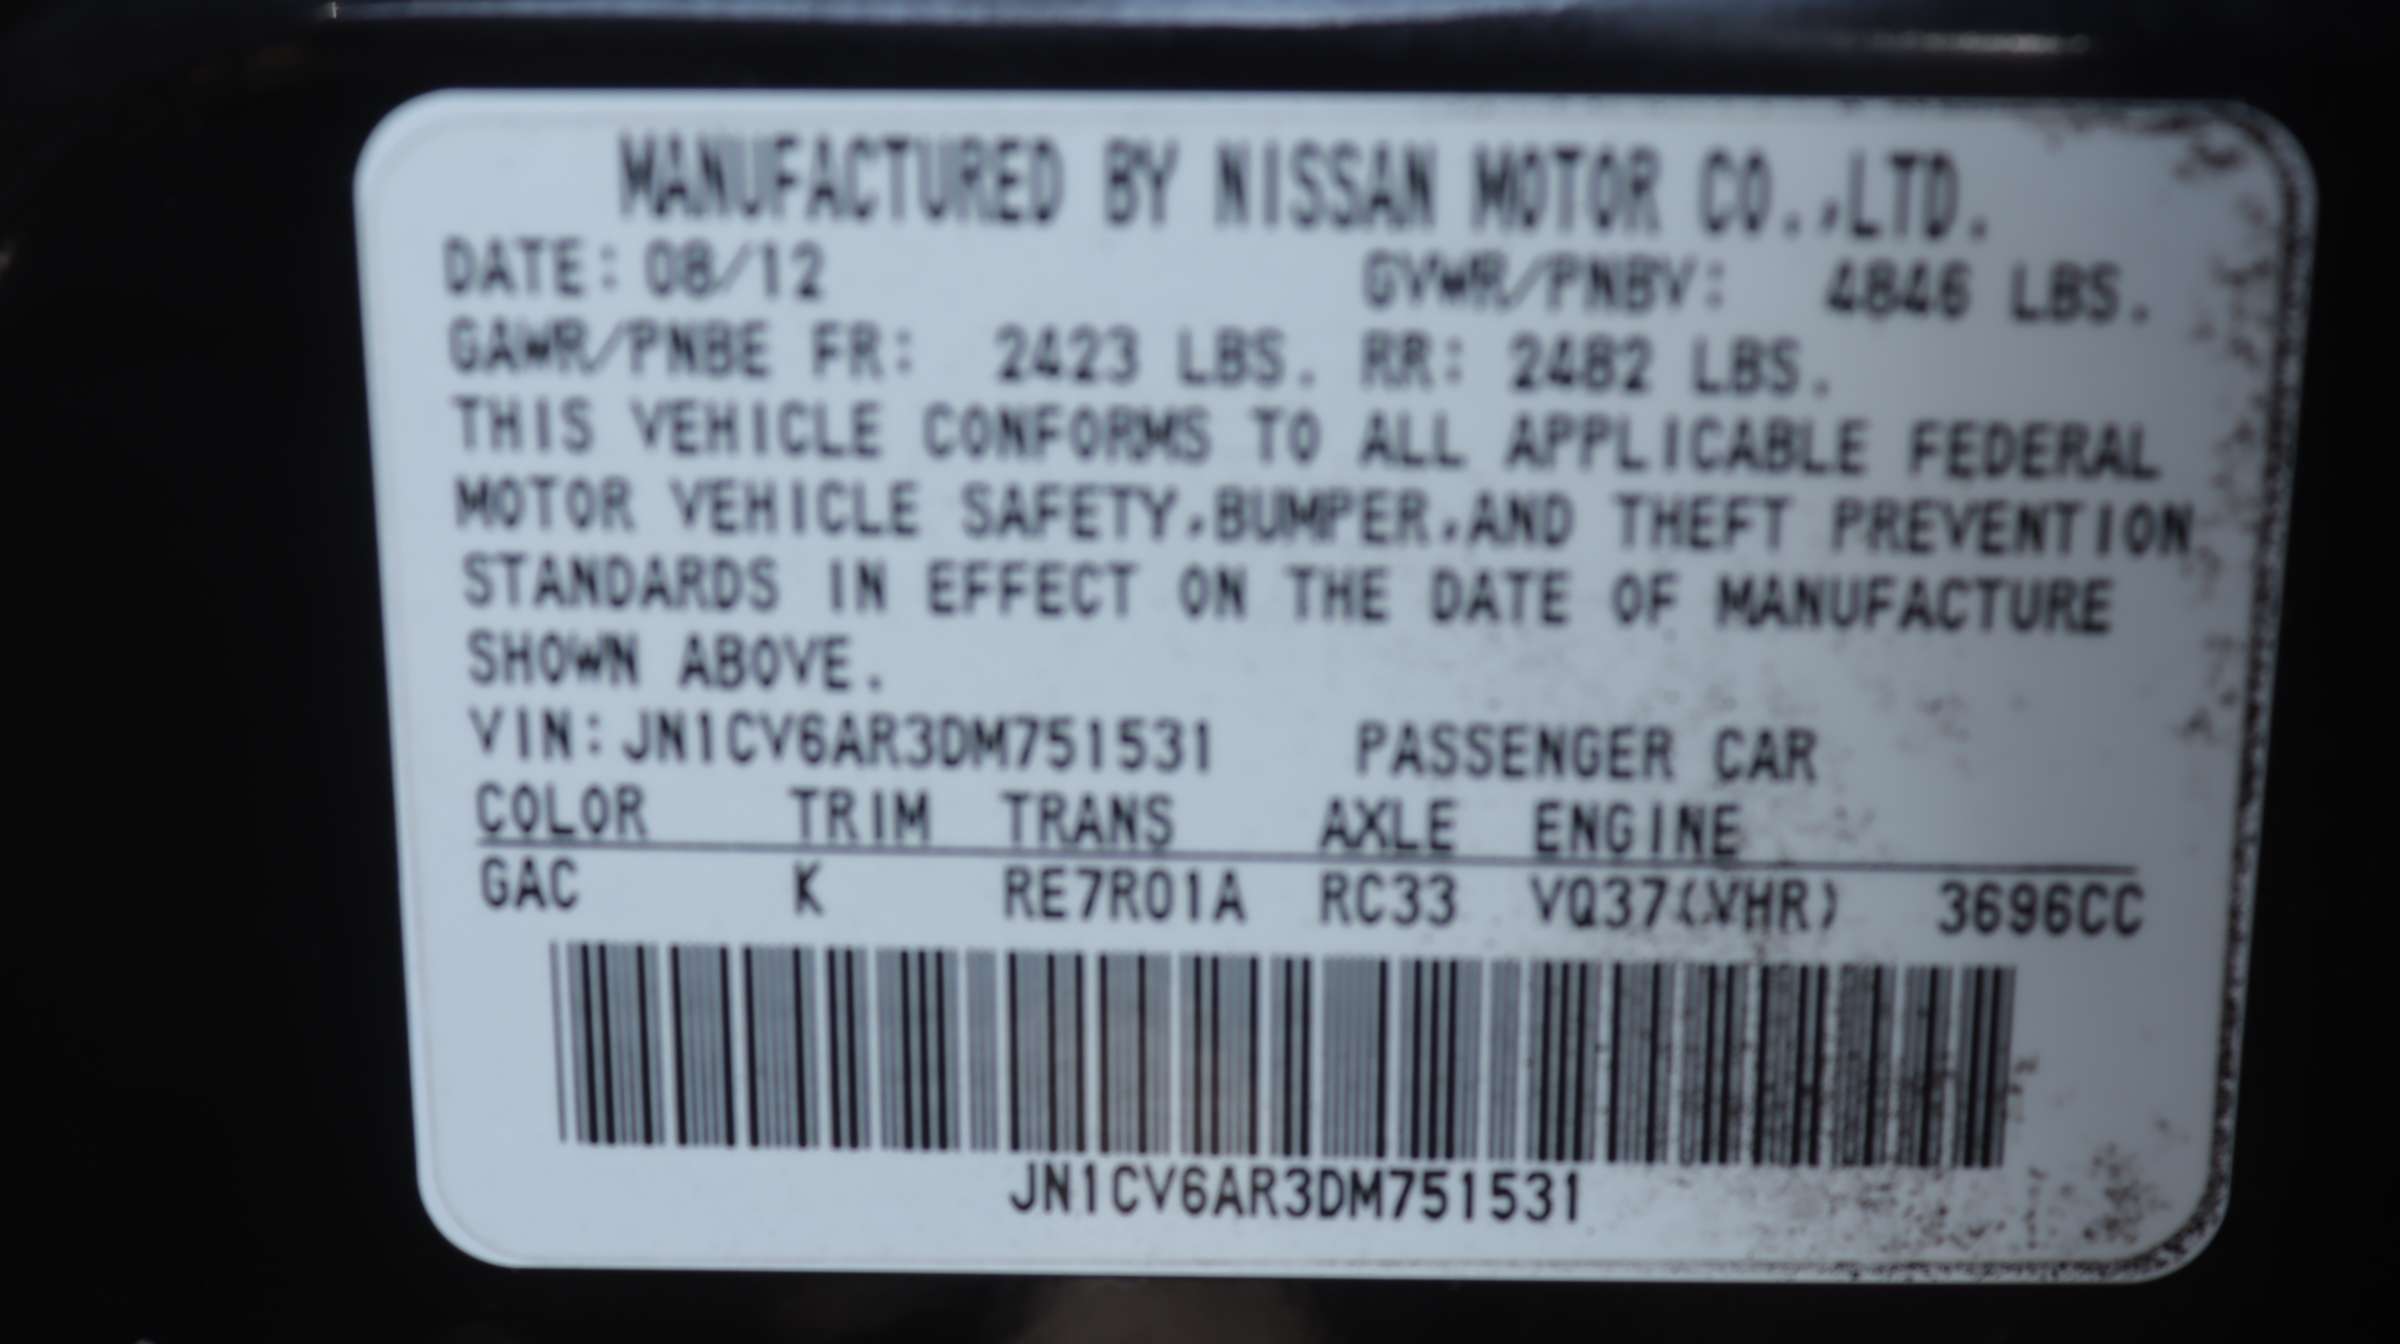 MANUFACTURED BY NISSAN MOTOR CO.,LTD.
DATE: 08/12 GVWR/PNBV: 4846 LBS.
GAWR/PNBE FR: 2423 LBS. RR: 2482 LBS.
THIS VEHICLE CONFORMS TO ALL APPLICABLE FEDERAL
MOTOR VEHICLE SAFETY,BUMPER,AND THEFT PREVENTION
STANDARDS IN EFFECT ON THE DATE OF MANUFACTURE
SHOWN ABOVE.
VIN:JN1CV6AR3DM751531 PASSENGER CAR
COLOR TRIM TRANS AXLE ENGINE
GAC K RE7R01A RC33 VQ37(VHR) 3696CC
JN1CV6AR3DM751531